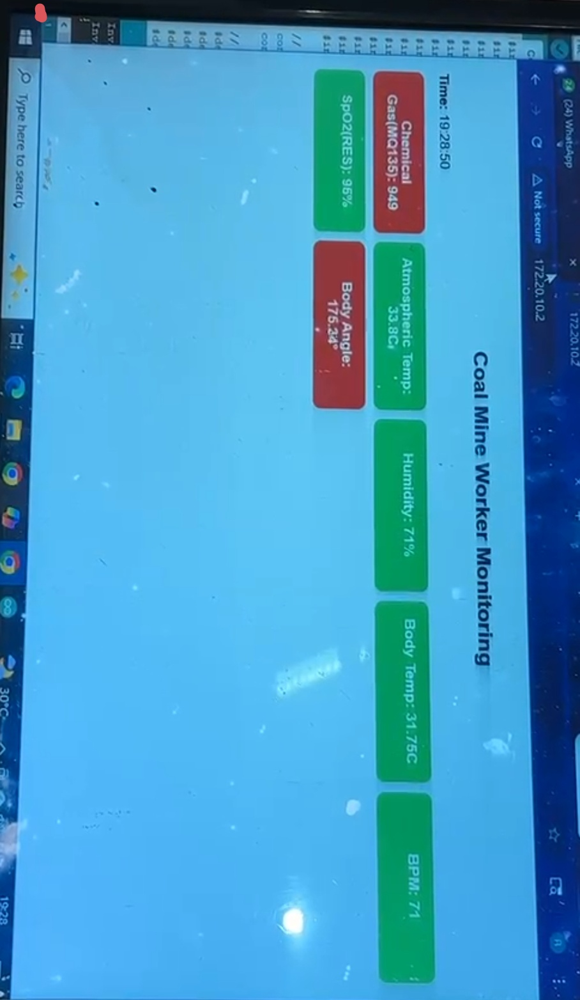 (24) WhatsApp
172.20.10.2
Not secure
172.20.10.2
Coal Mine Worker Monitoring
Time: 19:28:50
Chemical
Gas(MQ135): 949
Atmospheric Temp:
33.8C
Humidity: 71%
Body Temp: 31.75C
BPM: 71
SpO2(RES): 95%
Body Angle:
175.34°
Type here to search
30°C
19:28